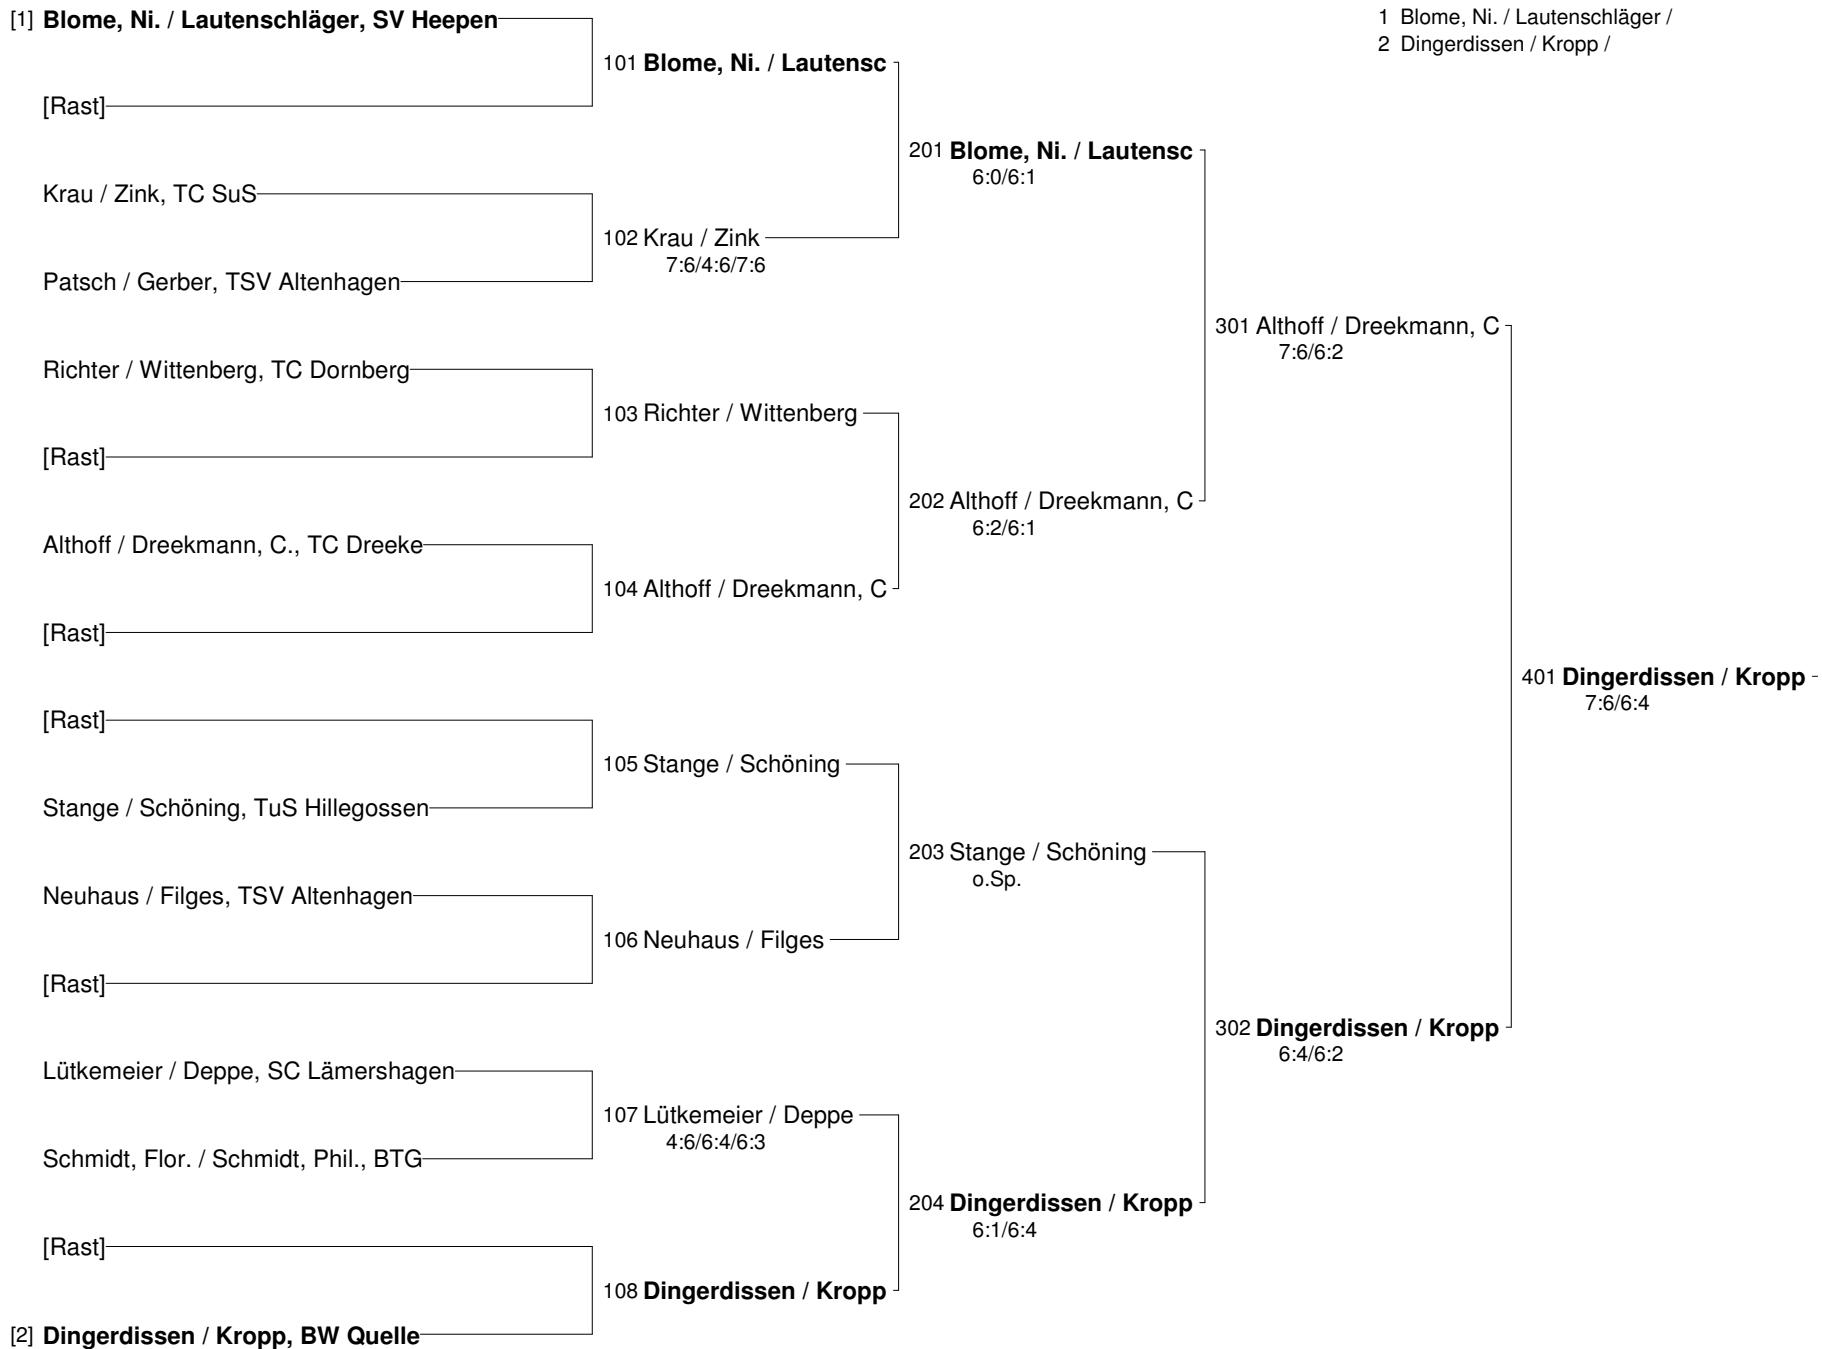 [1] Blome, Ni. / Lautenschläger, SV Heepen
1 Blome, Ni. / Lautenschläger /
2 Dingerdissen / Kropp /
101 Blome, Ni. / Lautensc
[Rast]
201 Blome, Ni. / Lautensc
6:0/6:1
Krau / Zink, TC SuS
102 Krau / Zink
7:6/4:6/7:6
Patsch / Gerber, TSV Altenhagen
301 Althoff / Dreekmann, C
7:6/6:2
Richter / Wittenberg, TC Dornberg
103 Richter / Wittenberg
[Rast]
202 Althoff / Dreekmann, C
6:2/6:1
Althoff / Dreekmann, C., TC Dreeke
104 Althoff / Dreekmann, C
[Rast]
401 Dingerdissen / Kropp
7:6/6:4
[Rast]
105 Stange / Schöning
Stange / Schöning, TuS Hillegossen
203 Stange / Schöning
o.Sp.
Neuhaus / Filges, TSV Altenhagen
106 Neuhaus / Filges
[Rast]
302 Dingerdissen / Kropp
6:4/6:2
Lütkemeier / Deppe, SC Lämershagen
107 Lütkemeier / Deppe
4:6/6:4/6:3
Schmidt, Flor. / Schmidt, Phil., BTG
204 Dingerdissen / Kropp
6:1/6:4
[Rast]
108 Dingerdissen / Kropp
[2] Dingerdissen / Kropp, BW Quelle